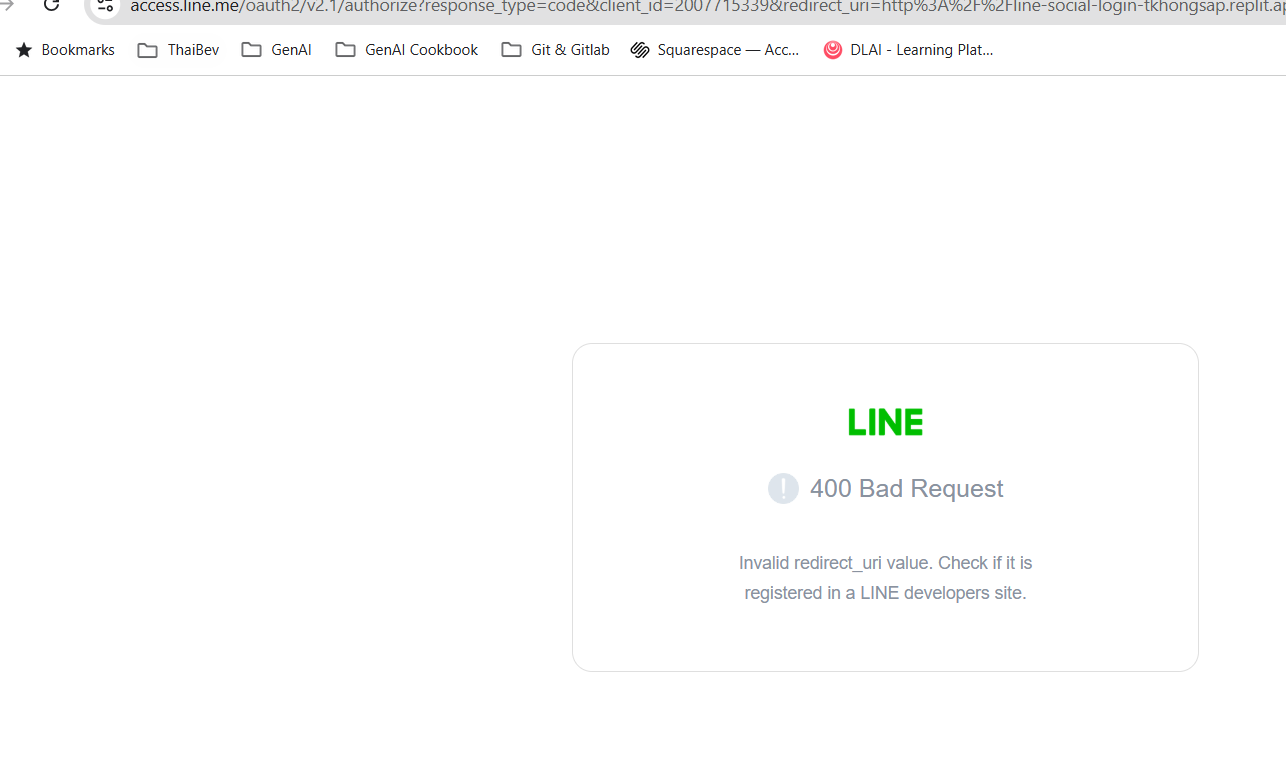 access.line.me/oauth2/v2.1/authorize?response_type=code&client_id=2007715339&redirect_uri=http%3A%2F%2Fline-social-login-tkhongsap.replit.ap
Bookmarks ThaiBev GenAI GenAI Cookbook Git & Gitlab Squarespace — Acc... DLAI - Learning Plat...
LINE
! 400 Bad Request
Invalid redirect_uri value. Check if it is
registered in a LINE developers site.